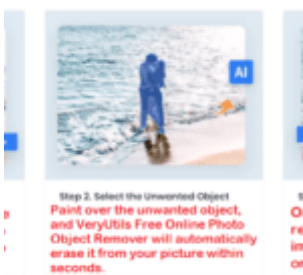 AI
Step 2. Select the Unwanted Object
Paint over the unwanted object,
and VeryUtils Free Online Photo
Object Remover will automatically
erase it from your picture within
seconds.